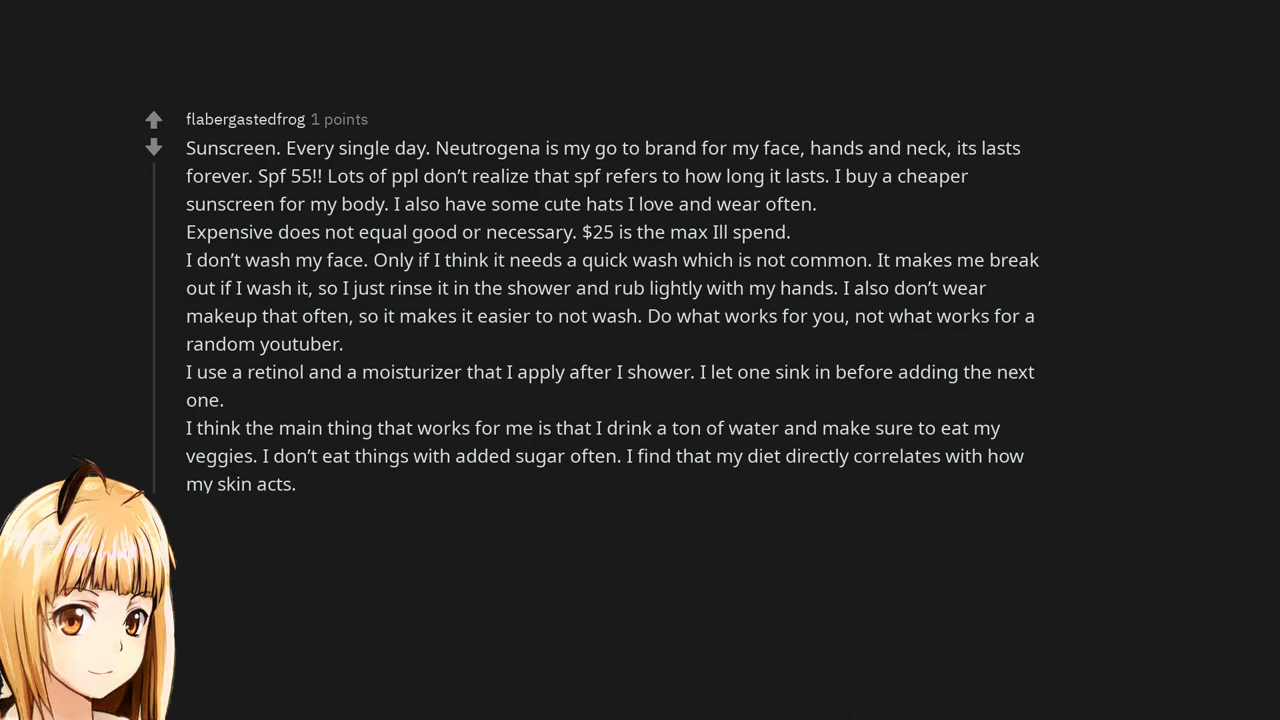 flabergastedfrog 1 points
Sunscreen. Every single day. Neutrogena is my go to brand for my face, hands and neck, its lasts
forever. Spf 55!! Lots of ppl don’t realize that spf refers to how long it lasts. I buy a cheaper
sunscreen for my body. I also have some cute hats I love and wear often.
Expensive does not equal good or necessary. $25 is the max Ill spend.
I don’t wash my face. Only if I think it needs a quick wash which is not common. It makes me break
out if I wash it, so I just rinse it in the shower and rub lightly with my hands. I also don’t wear
makeup that often, so it makes it easier to not wash. Do what works for you, not what works for a
random youtuber.
I use a retinol and a moisturizer that I apply after I shower. I let one sink in before adding the next
one.
I think the main thing that works for me is that I drink a ton of water and make sure to eat my
veggies. I don’t eat things with added sugar often. I find that my diet directly correlates with how
my skin acts.